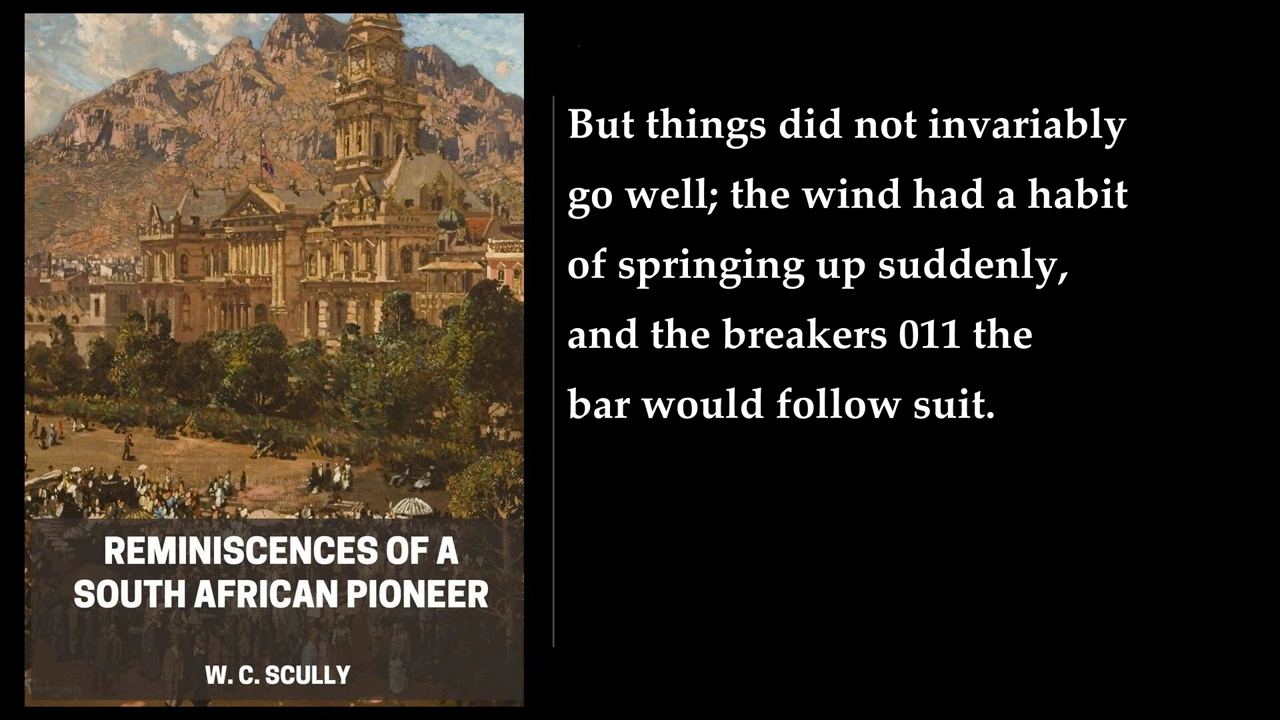 REMINISCENCES OF A
SOUTH AFRICAN PIONEER
W. C. SCULLY
But things did not invariably
go well; the wind had a habit
of springing up suddenly,
and the breakers 011 the
bar would follow suit.